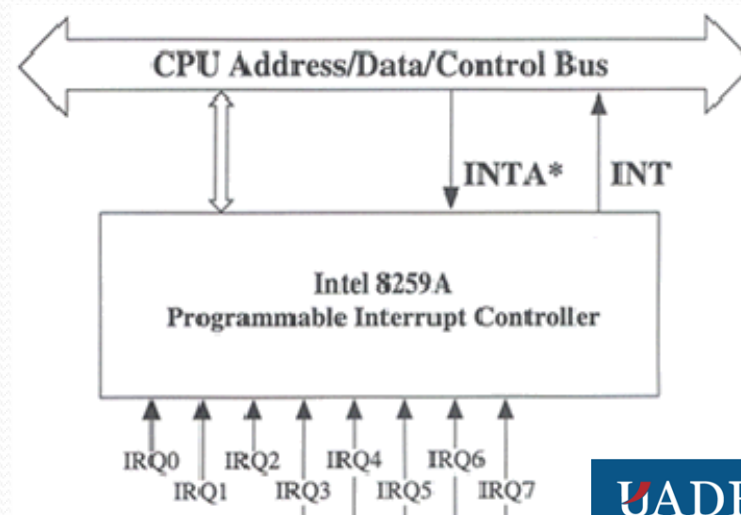 CPU Address/Data/Control Bus
INTA* INT
Intel 8259A
Programmable Interrupt Controller
IRQ0 IRQ2 IRQ4 IRQ6
IRQ1 IRQ3 IRQ5 IRQ7
UADE